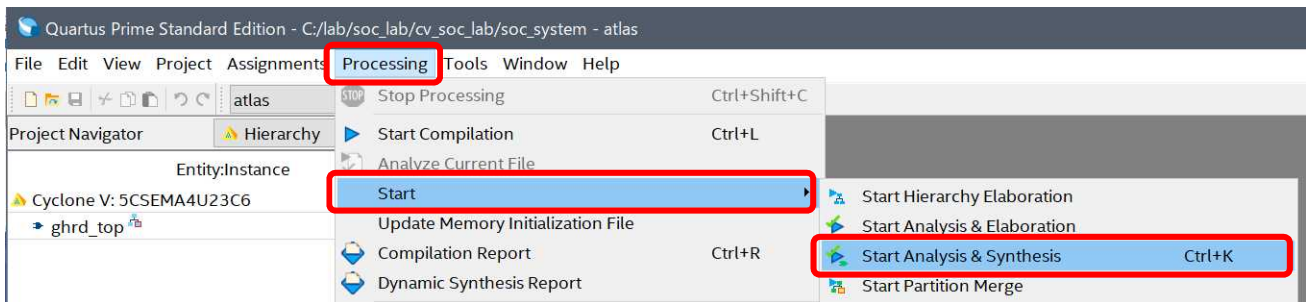 Quartus Prime Standard Edition - C:/lab/soc_lab/cv_soc_lab/soc_system - atlas
File Edit View Project Assignments Processing Tools Window Help
atlas
STOP Stop Processing Ctrl+Shift+C
Project Navigator Hierarchy
Start Compilation Ctrl+L
Analyze Current File
Entity:Instance
Cyclone V: 5CSEMA4U23C6
Start
Start Hierarchy Elaboration
ghrd_top
Update Memory Initialization File
Start Analysis & Elaboration
Compilation Report Ctrl+R
Start Analysis & Synthesis Ctrl+K
Dynamic Synthesis Report
Start Partition Merge